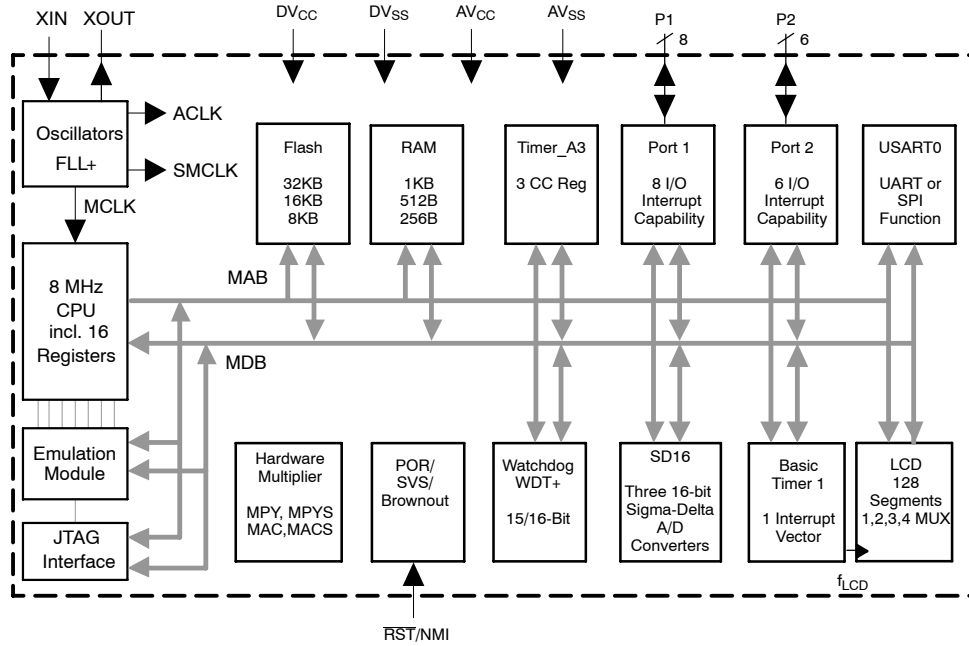 XIN XOUT DVCC DVSS AVCC AVSS P1 P2
8 6
Oscillators
FLL+
ACLK
SMCLK
MCLK
8 MHz
CPU
incl. 16
Registers
Flash
32KB
16KB
8KB
RAM
1KB
512B
256B
Timer_A3
3 CC Reg
Port 1
8 I/O
Interrupt
Capability
Port 2
6 I/O
Interrupt
Capability
USART0
UART or
SPI
Function
MAB
MDB
Emulation
Module
JTAG
Interface
Hardware
Multiplier
MPY, MPYS
MAC,MACS
POR/
SVS/
Brownout
Watchdog
WDT+
15/16-Bit
SD16
Three 16-bit
Sigma-Delta
A/D
Converters
Basic
Timer 1
1 Interrupt
Vector
LCD
128
Segments
1,2,3,4 MUX
fLCD
RST/NMI